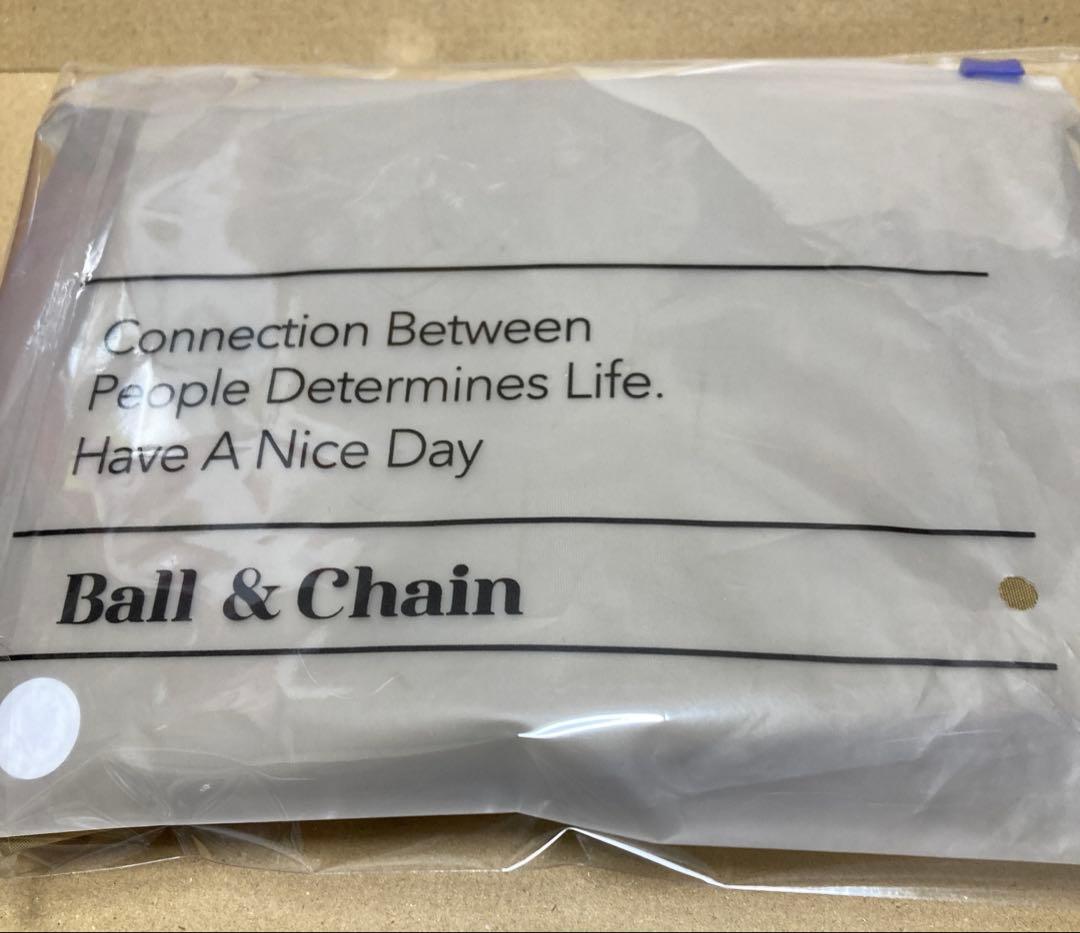 Connection Between
People Determines Life.
Have A Nice Day
Ball & Chain